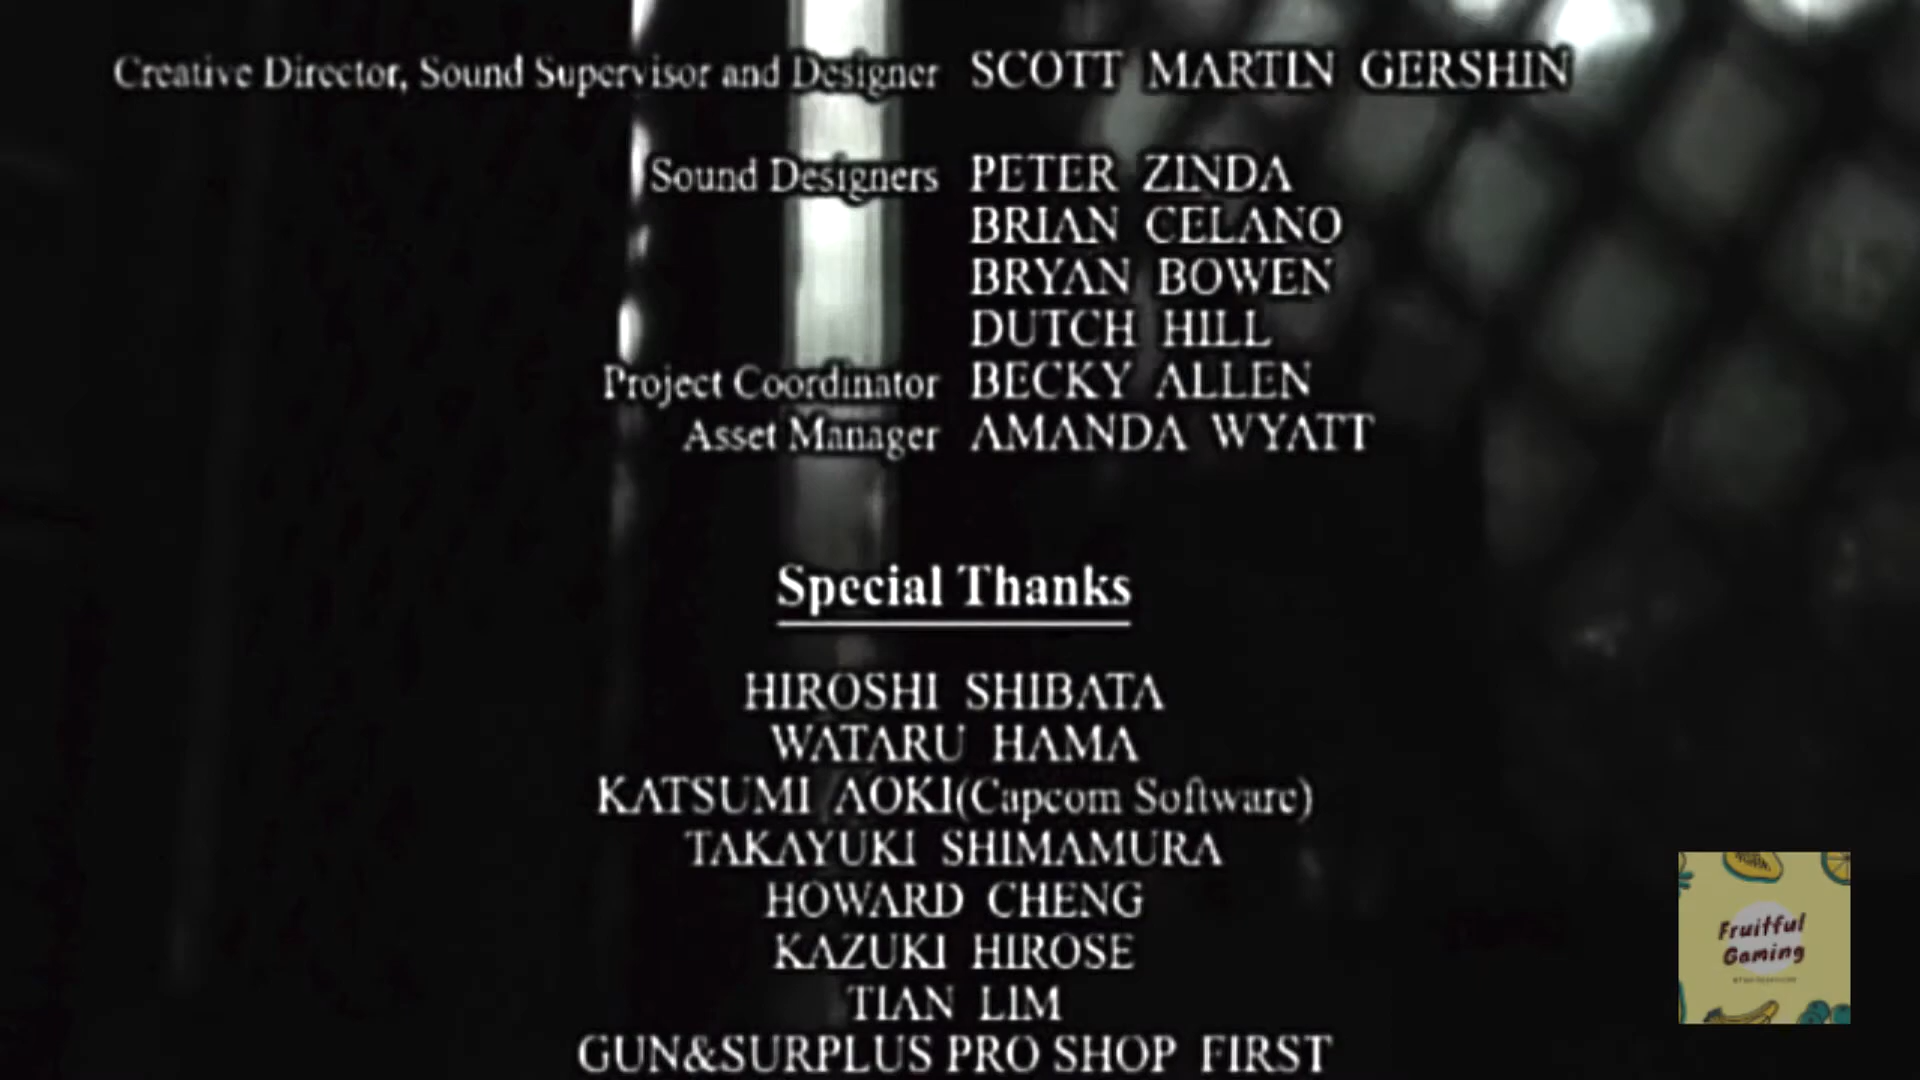 Creative Director, Sound Supervisor and Designer SCOTT MARTIN GERSHIN
Sound Designers PETER ZINDA
BRIAN CELANO
BRYAN BOWEN
DUTCH HILL
Project Coordinator BECKY ALLEN
Asset Manager AMANDA WYATT
Special Thanks
HIROSHI SHIBATA
WATARU HAMA
KATSUMI AOKI(Capcom Software)
TAKAYUKI SHIMAMURA
HOWARD CHENG
KAZUKI HIROSE
TIAN LIM
GUN&SURPLUS PRO SHOP FIRST
Fruitful
Gaming